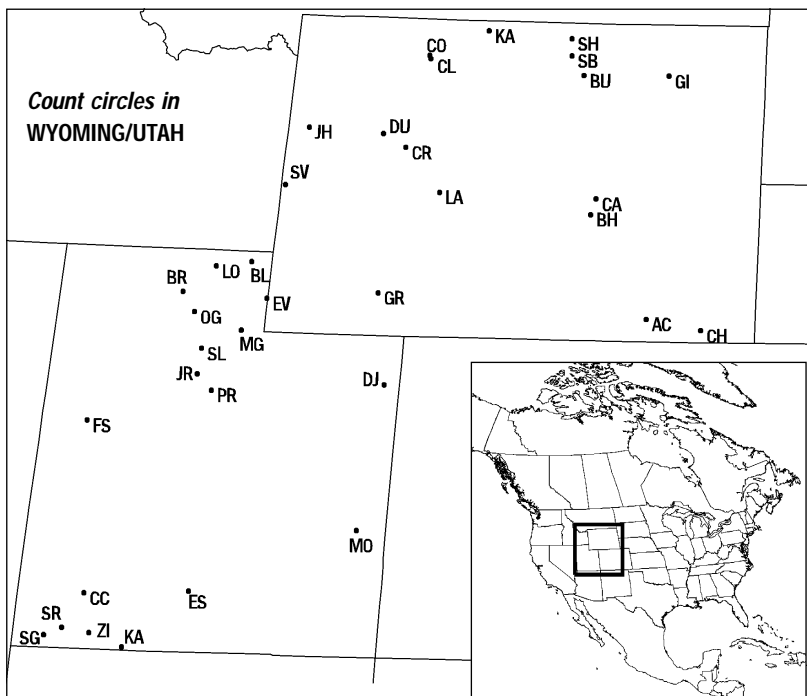 KA
SH
CO
SB
CL
BU
GI
Count circles in
WYOMING/UTAH
JH
DU
CR
SV
LA
CA
BH
LO
BL
BR
EV
GR
OG
MG
AC
CH
SL
JR
DJ
PR
FS
MO
CC
ES
SR
SG
ZI
KA